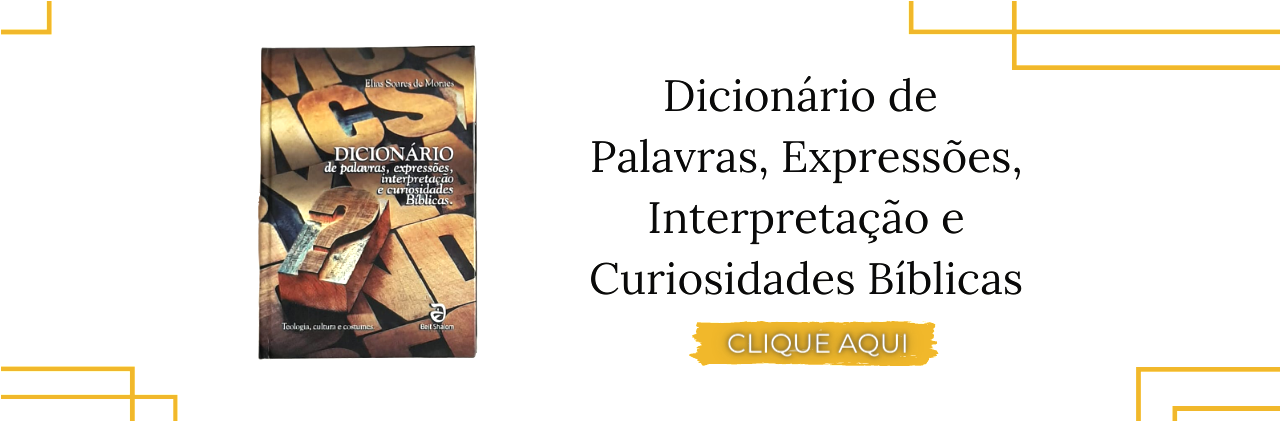 Elias Soares de Moraes
DICIONÁRIO
de palavras, expressões,
interpretação
e curiosidades
Bíblicas.
?
Teologia, cultura e costumes
Beit Shalom
Dicionário de
Palavras, Expressões,
Interpretação e
Curiosidades Bíblicas
CLIQUE AQUI